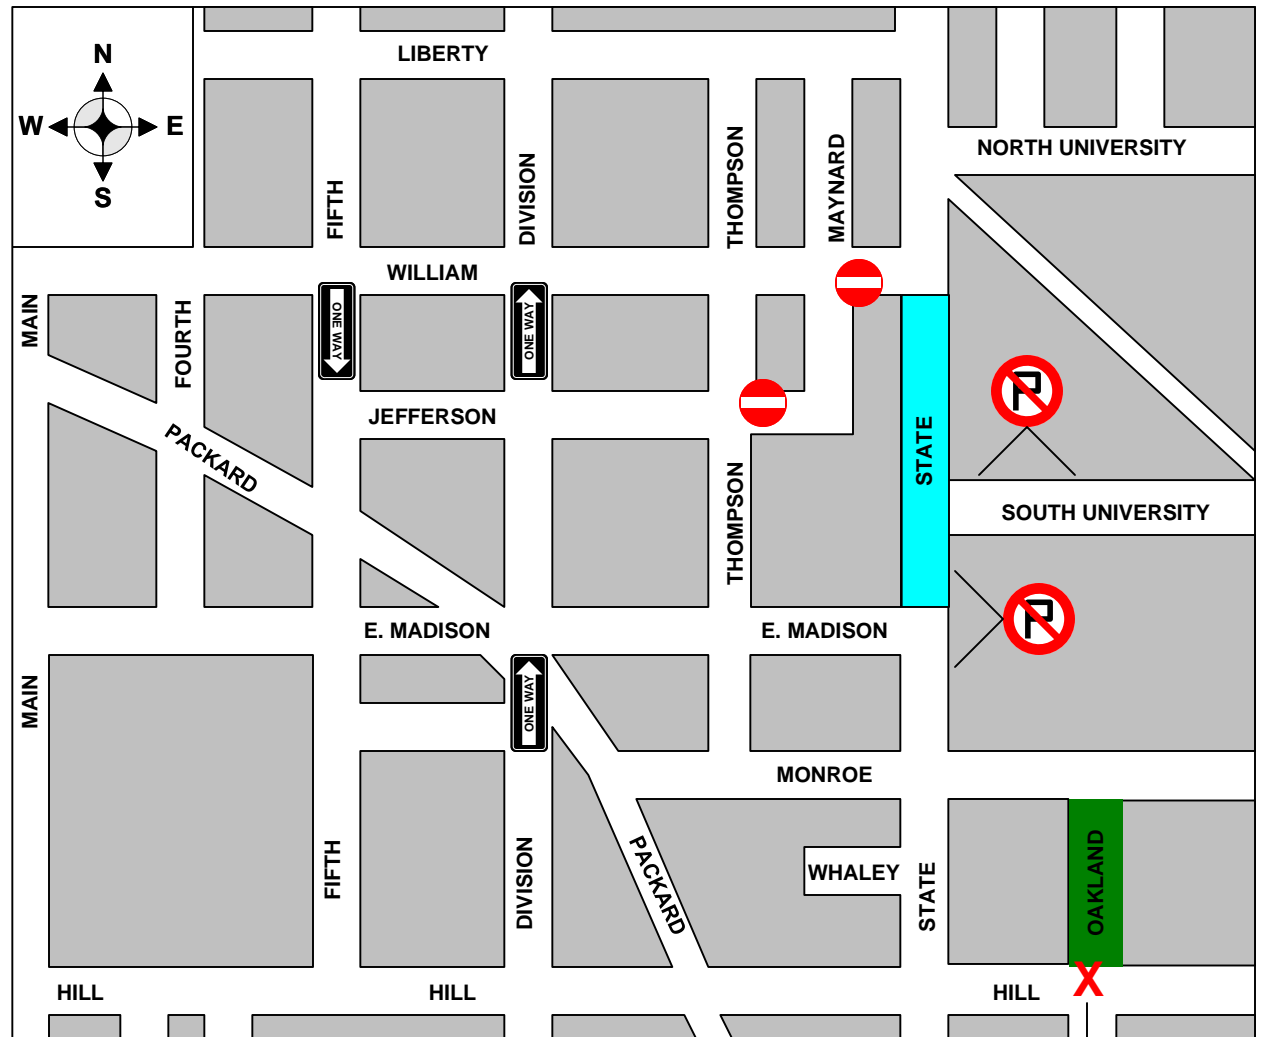 LIBERTY
N
W
E
S
NORTH UNIVERSITY
FIFTH
DIVISION
THOMPSON
MAYNARD
WILLIAM
MAIN
FOURTH
ONE WAY
ONE WAY
P
JEFFERSON
PACKARD
STATE
THOMPSON
SOUTH UNIVERSITY
E. MADISON
E. MADISON
P
MAIN
ONE WAY
MONROE
FIFTH
DIVISION
PACKARD
WHALEY
STATE
OAKLAND
X
HILL
HILL
HILL